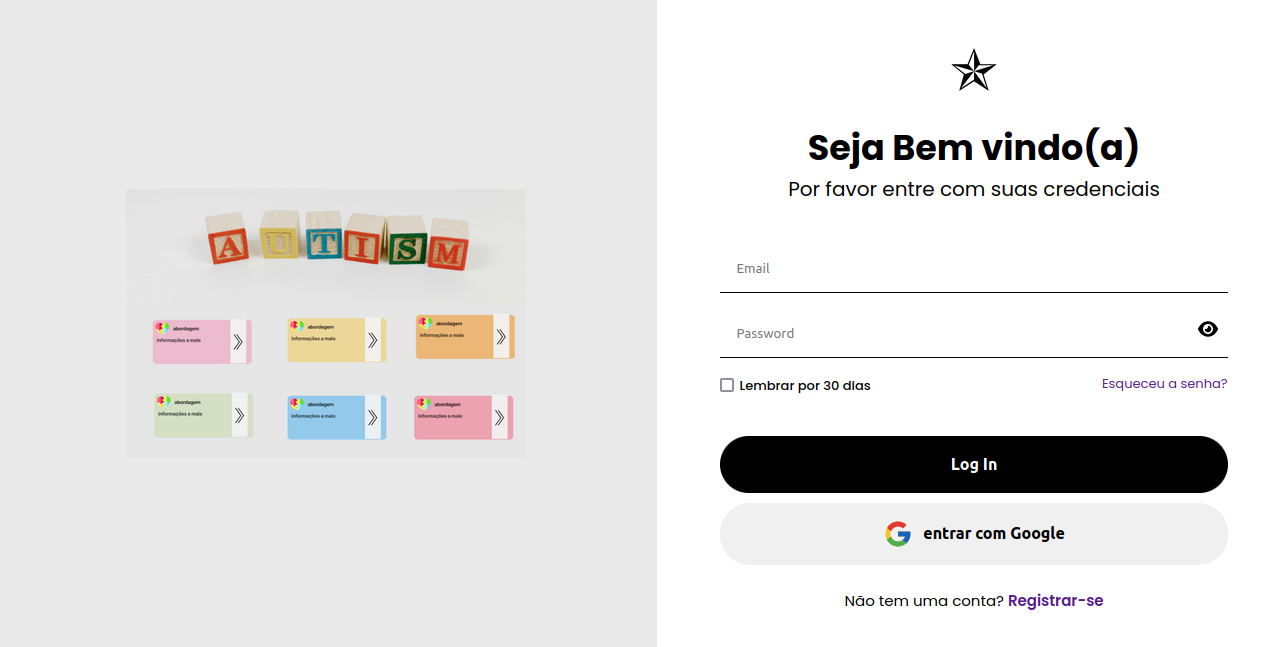 AUTISM
abordagem
informações a mais
abordagem
informações a mais
abordagem
informações a mais
abordagem
informações a mais
abordagem
informações a mais
abordagem
informações a mais
Seja Bem vindo(a)
Por favor entre com suas credenciais
Email
Password
Lembrar por 30 dias
Esqueceu a senha?
Log In
entrar com Google
Não tem uma conta? Registrar-se